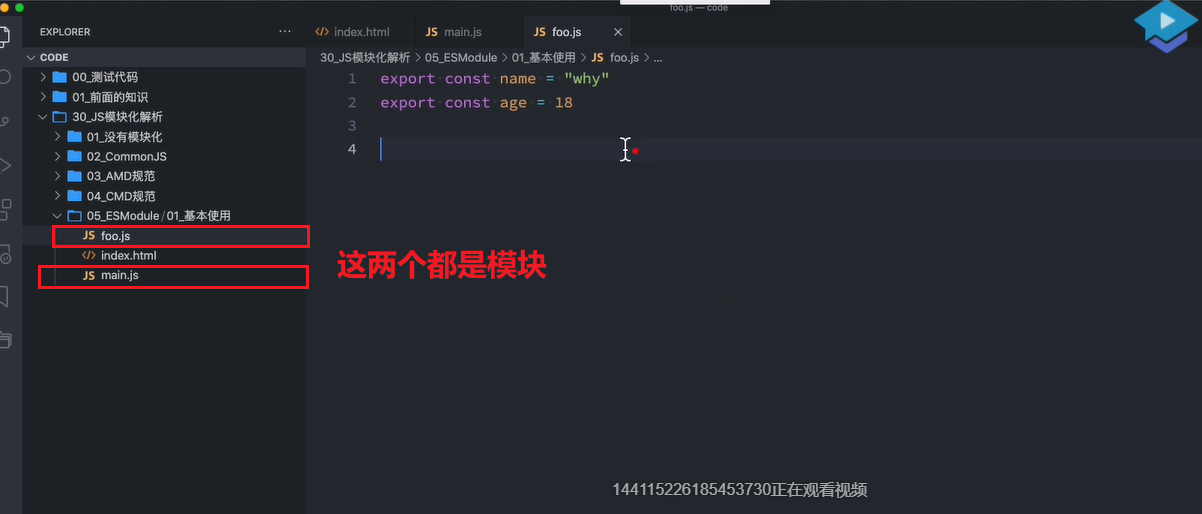 foo.js — code
EXPLORER ...
index.html
JS main.js
JS foo.js ×
CODE
30_JS模块化解析 > 05_ESModule > 01_基本使用 > JS foo.js > ...
00_测试代码
01_前面的知识
30_JS模块化解析
01_没有模块化
02_CommonJS
03_AMD规范
04_CMD规范
05_ESModule / 01_基本使用
JS foo.js
index.html
JS main.js
1 export const name = "why"
2 export const age = 18
3
4
这两个都是模块
144115226185453730正在观看视频